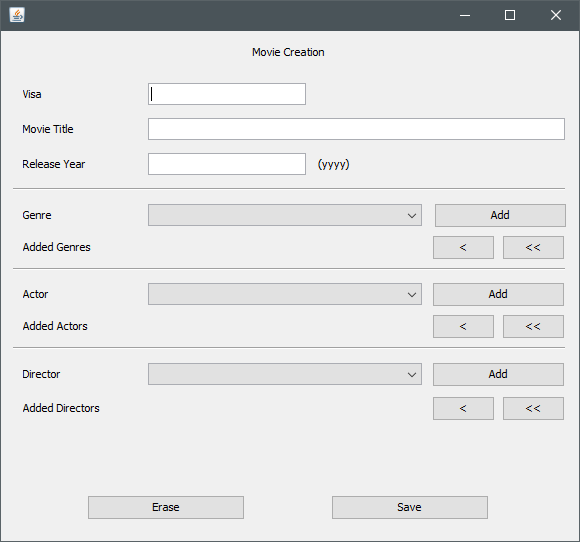 Movie Creation
Visa
Movie Title
Release Year (yyyy)
Genre Add
Added Genres < <<
Actor Add
Added Actors < <<
Director Add
Added Directors < <<
Erase Save